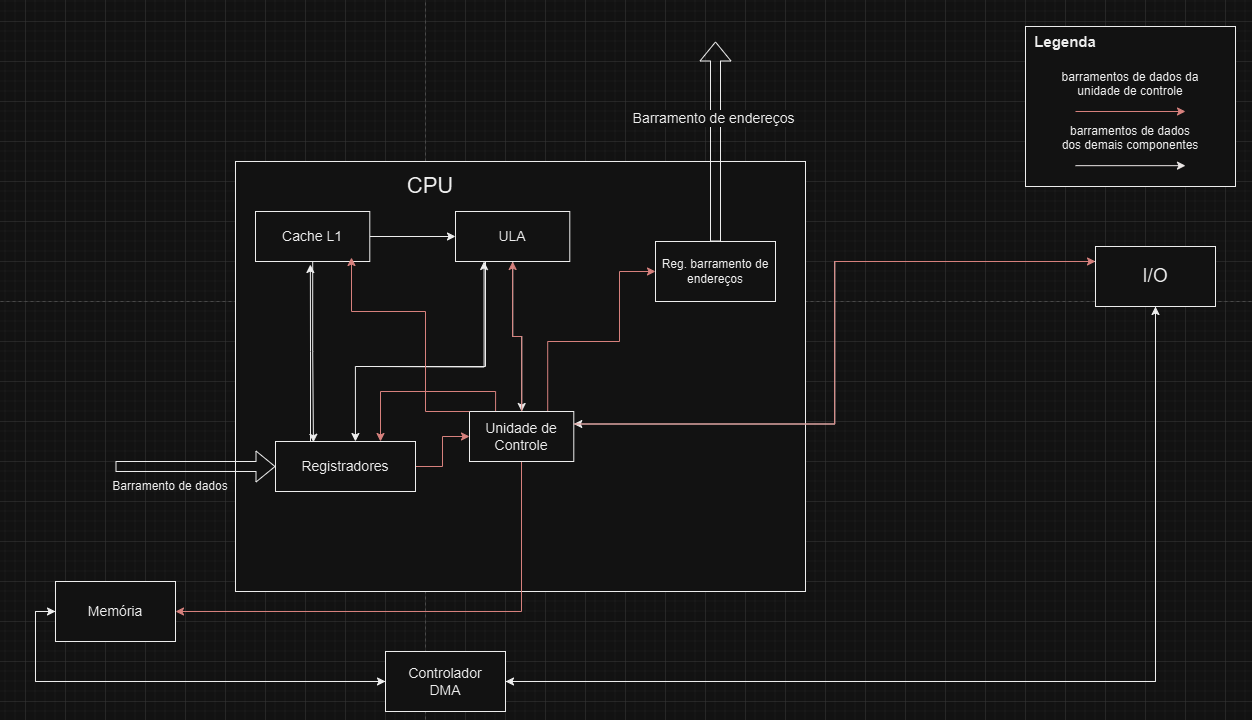 Legenda
barramentos de dados da
unidade de controle
barramentos de dados
dos demais componentes
Barramento de endereços
CPU
Cache L1
ULA
Reg. barramento de
endereços
I/O
Unidade de
Controle
Registradores
Barramento de dados
Memória
Controlador
DMA